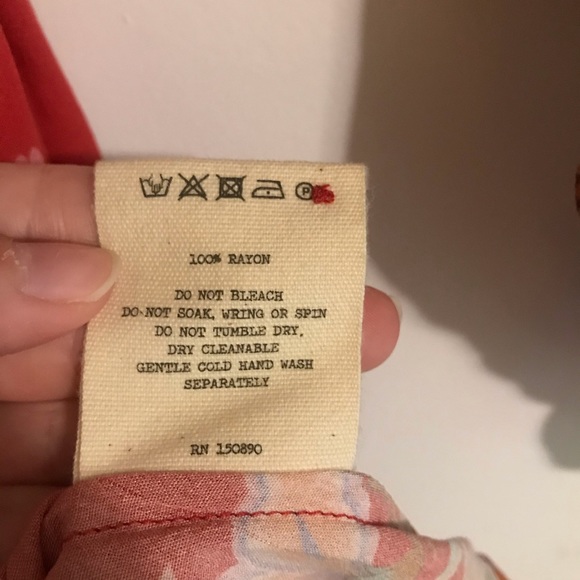 P
100% RAYON
DO NOT BLEACH
DO NOT SOAK, WRING OR SPIN
DO NOT TUMBLE DRY,
DRY CLEANABLE
GENTLE COLD HAND WASH
SEPARATELY
RN 150890